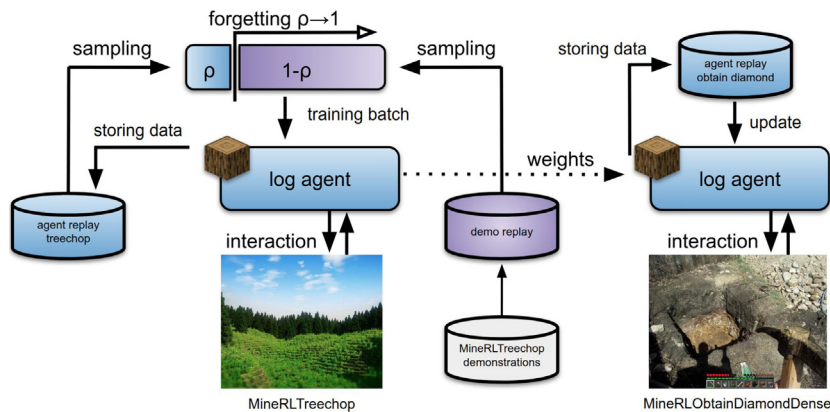 forgetting ρ→1
sampling
ρ
1-ρ
sampling
storing data
agent replay
obtain diamond
training batch
update
storing data
log agent
weights
log agent
agent replay
treechop
demo replay
interaction
interaction
MineRLTreechop
demonstrations
MineRLTreechop
MineRLObtainDiamondDense